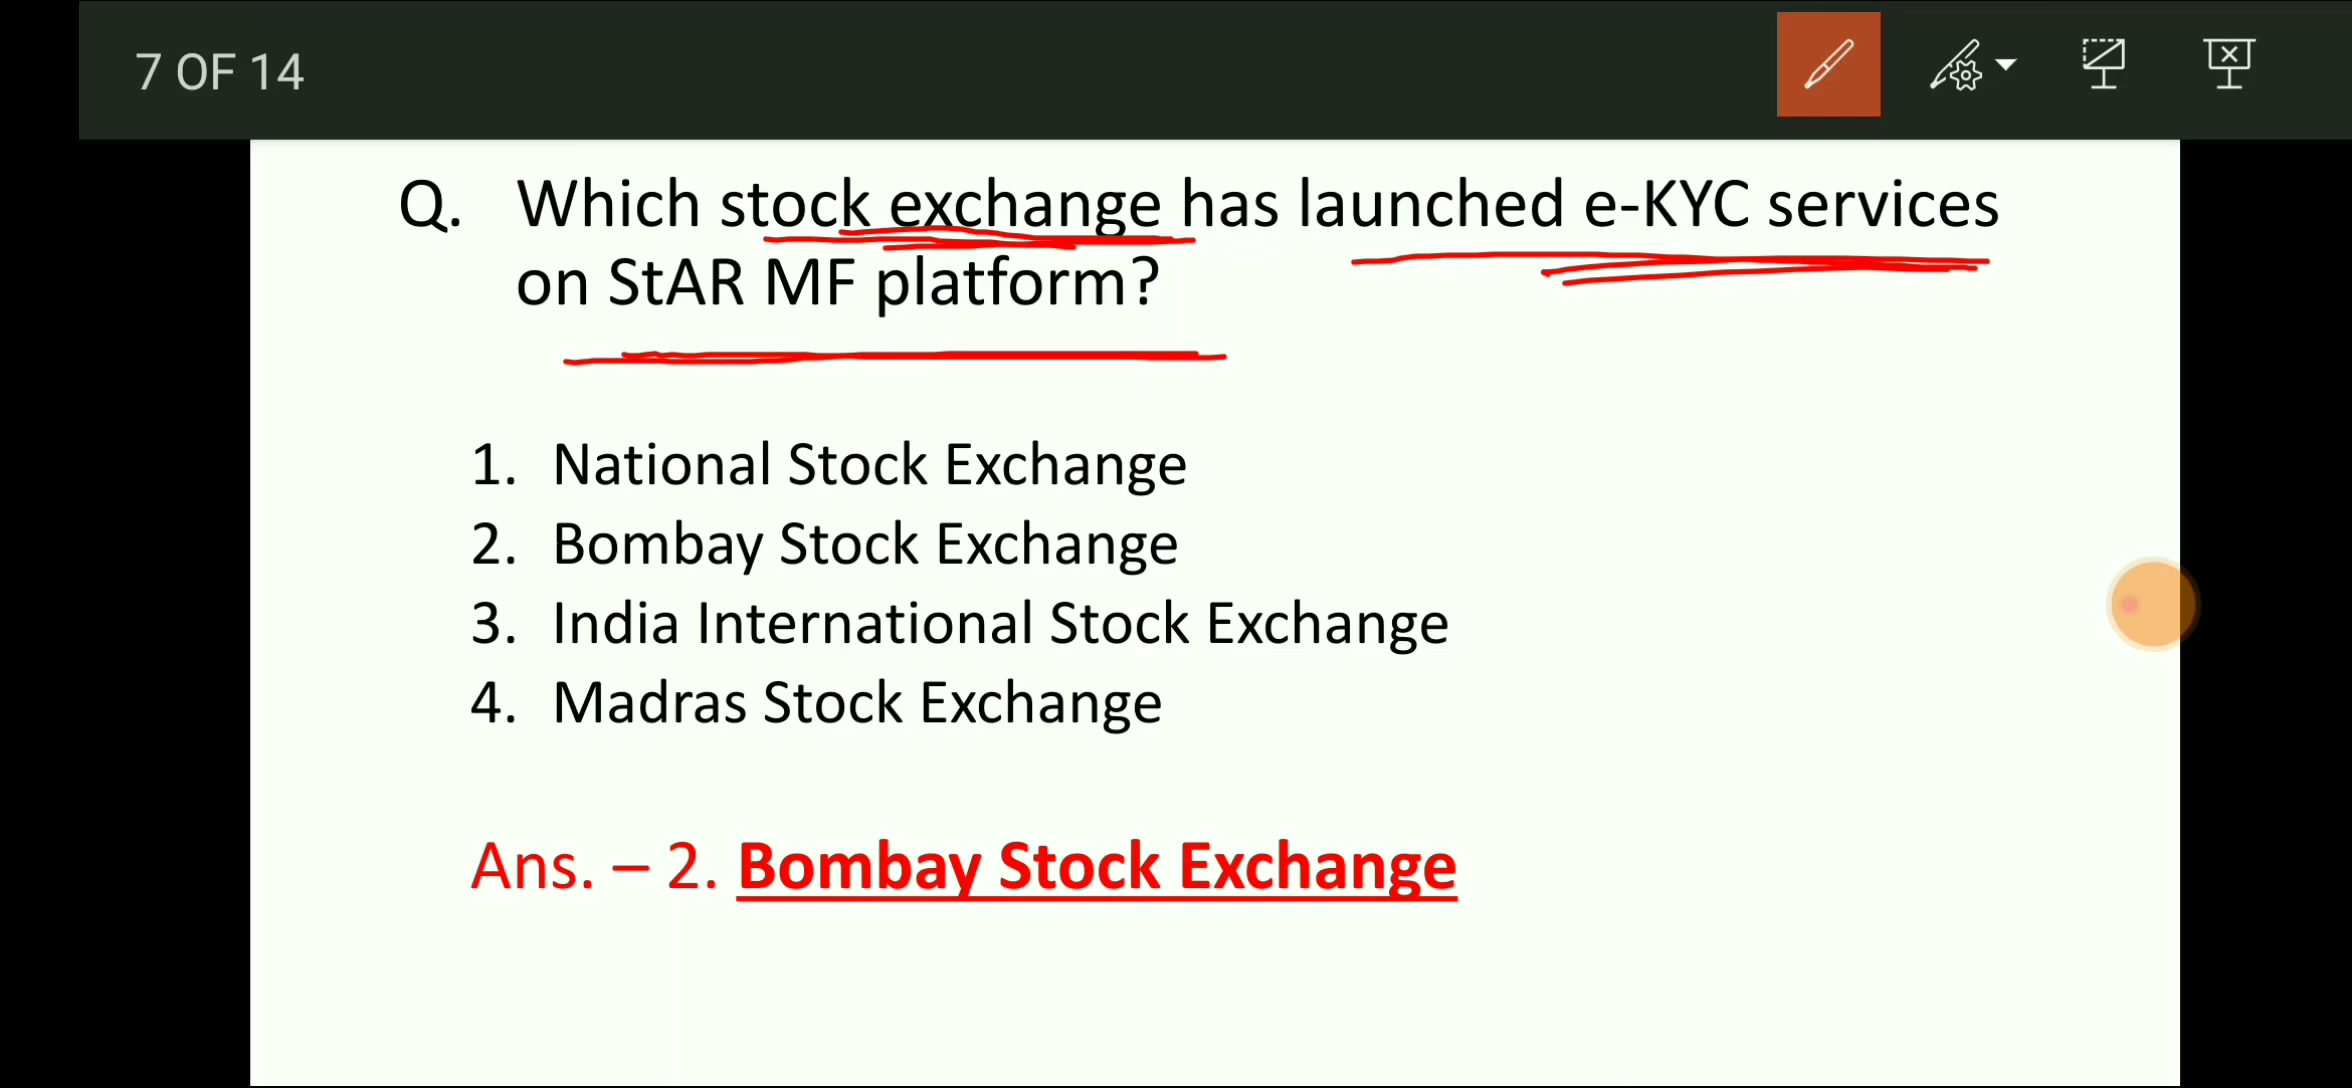 7 OF 14
Q. Which stock exchange has launched e-KYC services
on StAR MF platform?
1. National Stock Exchange
2. Bombay Stock Exchange
3. India International Stock Exchange
4. Madras Stock Exchange
Ans. – 2. Bombay Stock Exchange